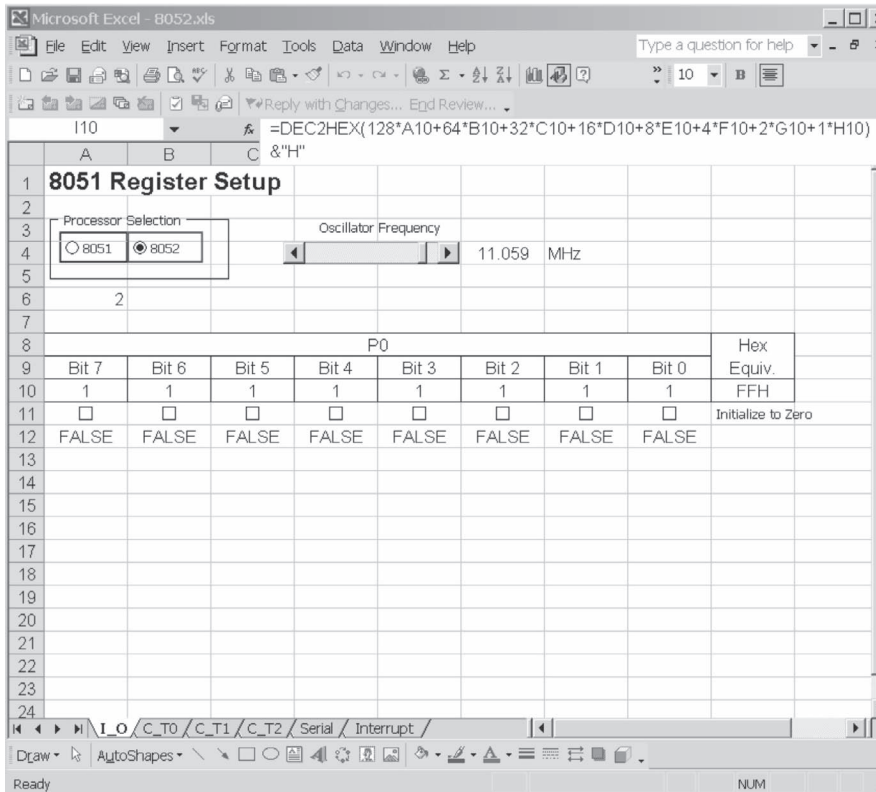 Microsoft Excel - 8052.xls
File Edit View Insert Format Tools Data Window Help Type a question for help
10 B
Reply with Changes... End Review...
I10 fx =DEC2HEX(128*A10+64*B10+32*C10+16*D10+8*E10+4*F10+2*G10+1*H10)
&"H"
A B C
1 8051 Register Setup
2
Processor Selection
3 Oscillator Frequency
4 8051 8052 11.059 MHz
5
6 2
7
8 P0 Hex
9 Bit 7 Bit 6 Bit 5 Bit 4 Bit 3 Bit 2 Bit 1 Bit 0 Equiv.
10 1 1 1 1 1 1 1 1 FFH
11 Initialize to Zero
12 FALSE FALSE FALSE FALSE FALSE FALSE FALSE FALSE
13
14
15
16
17
18
19
20
21
22
23
24
I_O C_T0 C_T1 C_T2 Serial Interrupt
Draw AutoShapes
Ready NUM